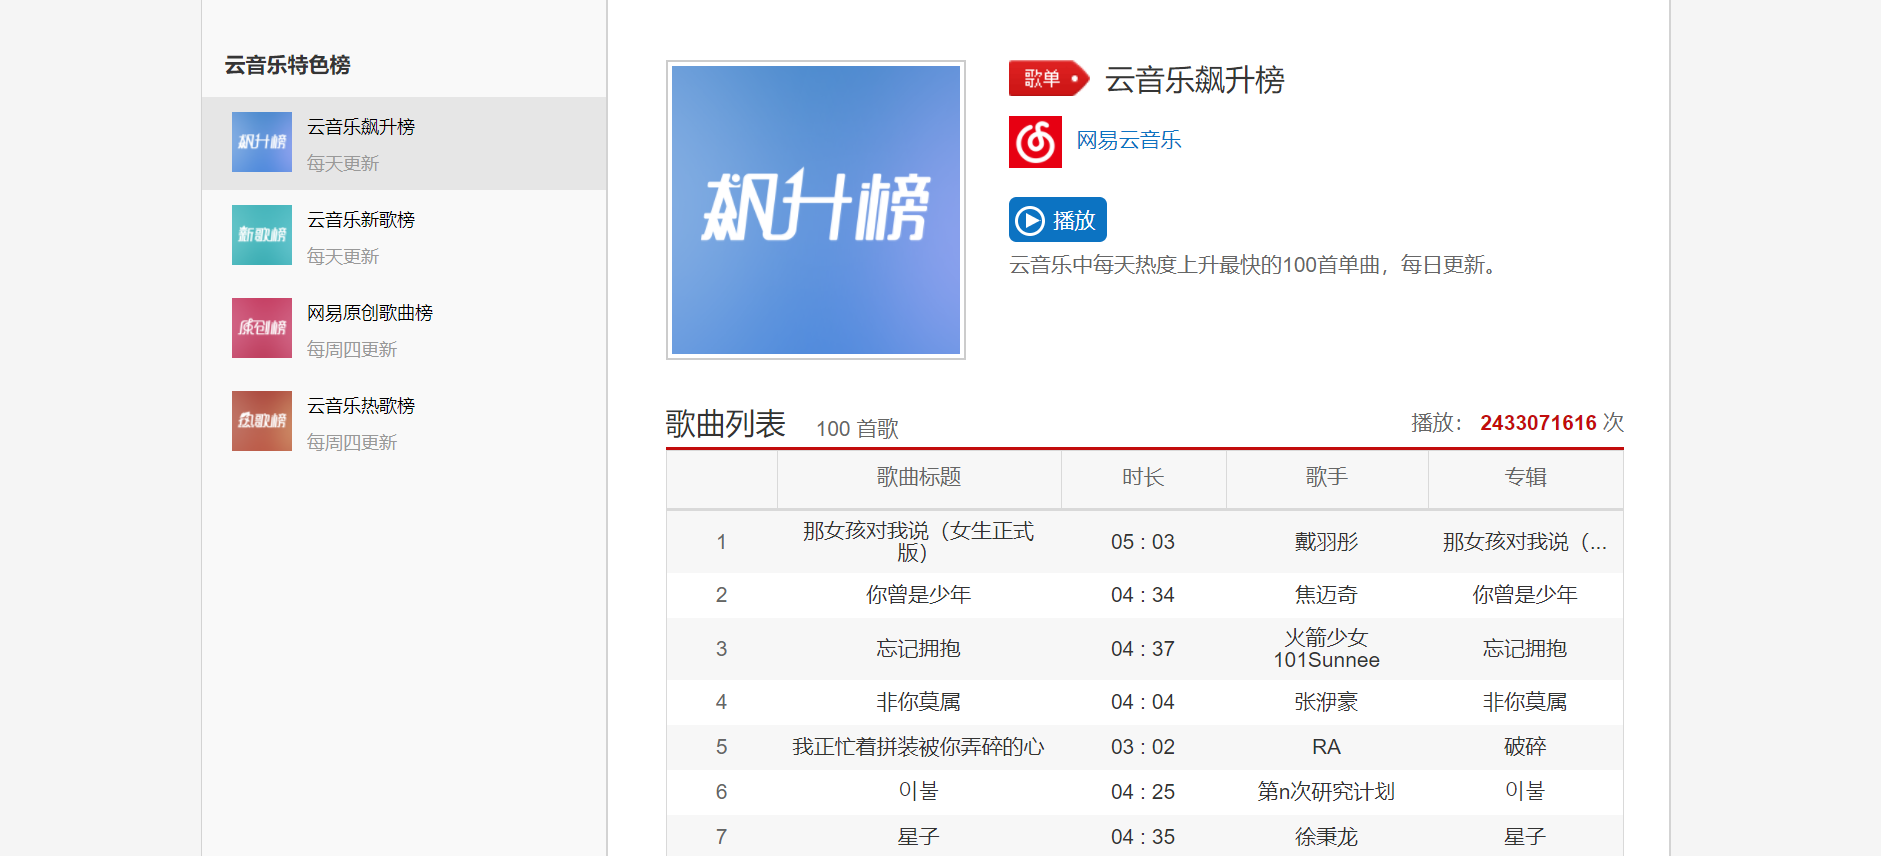 云音乐特色榜
飙升榜
云音乐飙升榜
每天更新
新歌榜
云音乐新歌榜
每天更新
原创榜
网易原创歌曲榜
每周四更新
热歌榜
云音乐热歌榜
每周四更新
飙升榜
歌单
云音乐飙升榜
网易云音乐
播放
云音乐中每天热度上升最快的100首单曲，每日更新。
歌曲列表 100 首歌 播放： 2433071616 次
歌曲标题 时长 歌手 专辑
1 那女孩对我说（女生正式版） 05 : 03 戴羽彤 那女孩对我说（...
2 你曾是少年 04 : 34 焦迈奇 你曾是少年
3 忘记拥抱 04 : 37 火箭少女101Sunnee 忘记拥抱
4 非你莫属 04 : 04 张洢豪 非你莫属
5 我正忙着拼装被你弄碎的心 03 : 02 RA 破碎
6 이불 04 : 25 第n次研究计划 이불
7 星子 04 : 35 徐秉龙 星子